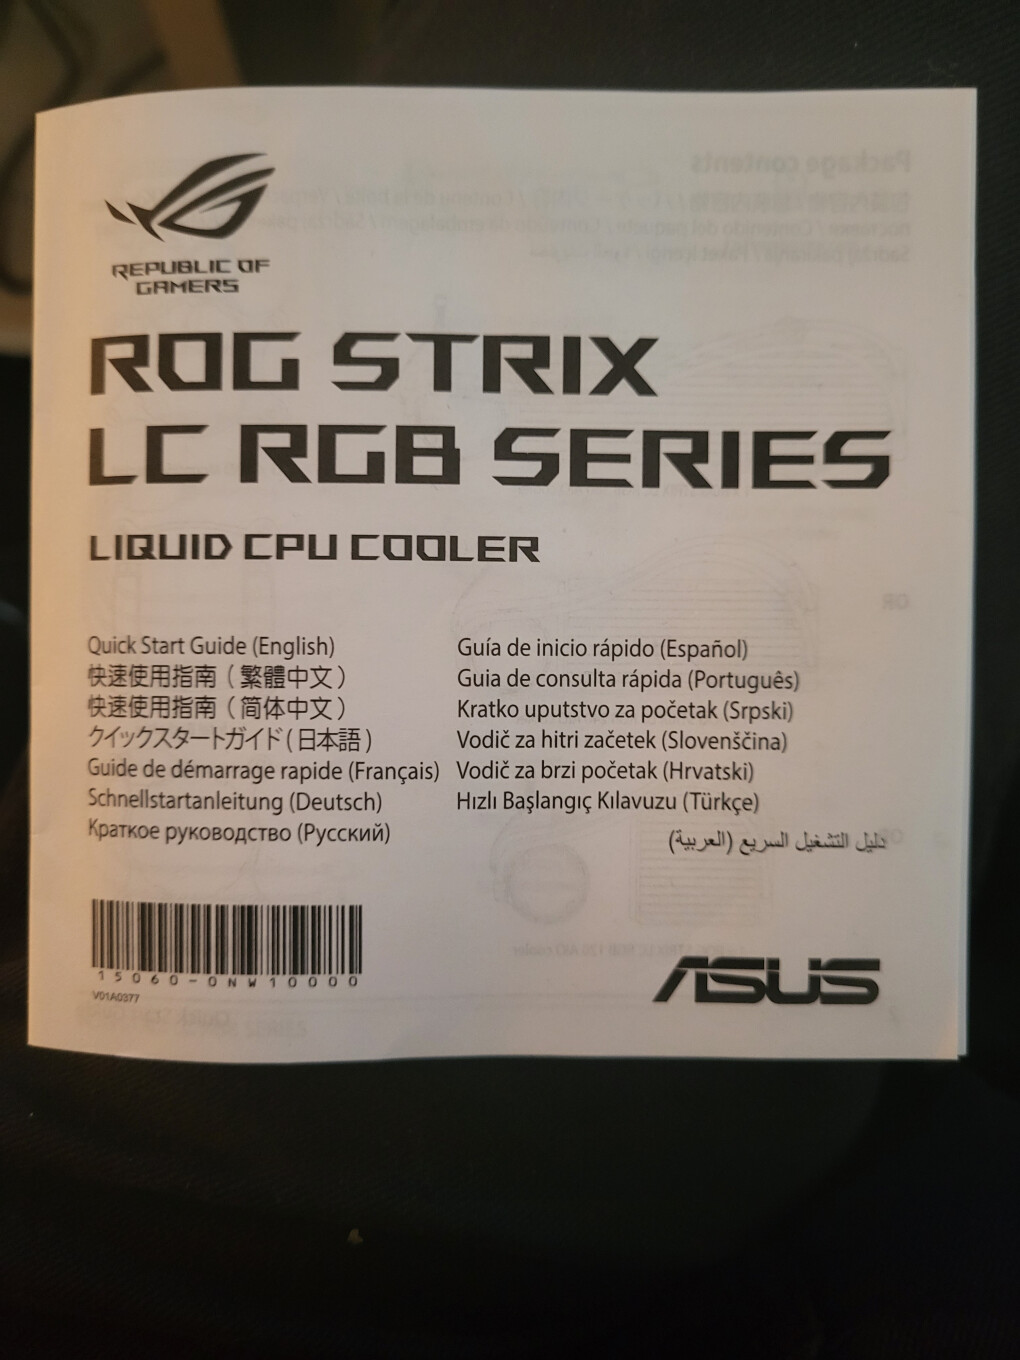 REPUBLIC OF
GAMERS
ROG STRIX
LC RGB SERIES
LIQUID CPU COOLER
Quick Start Guide (English)
快速使用指南（繁體中文）
快速使用指南（简体中文）
クイックスタートガイド(日本語)
Guide de démarrage rapide (Français)
Schnellstartanleitung (Deutsch)
Краткое руководство (Русский)
Guía de inicio rápido (Español)
Guia de consulta rápida (Português)
Kratko uputstvo za početak (Srpski)
Vodič za hitri začetek (Slovenščina)
Vodič za brzi početak (Hrvatski)
Hızlı Başlangıç Kılavuzu (Türkçe)
دليل التشغيل السريع (العربية)
15060-0NW10000
V01A0377
ASUS